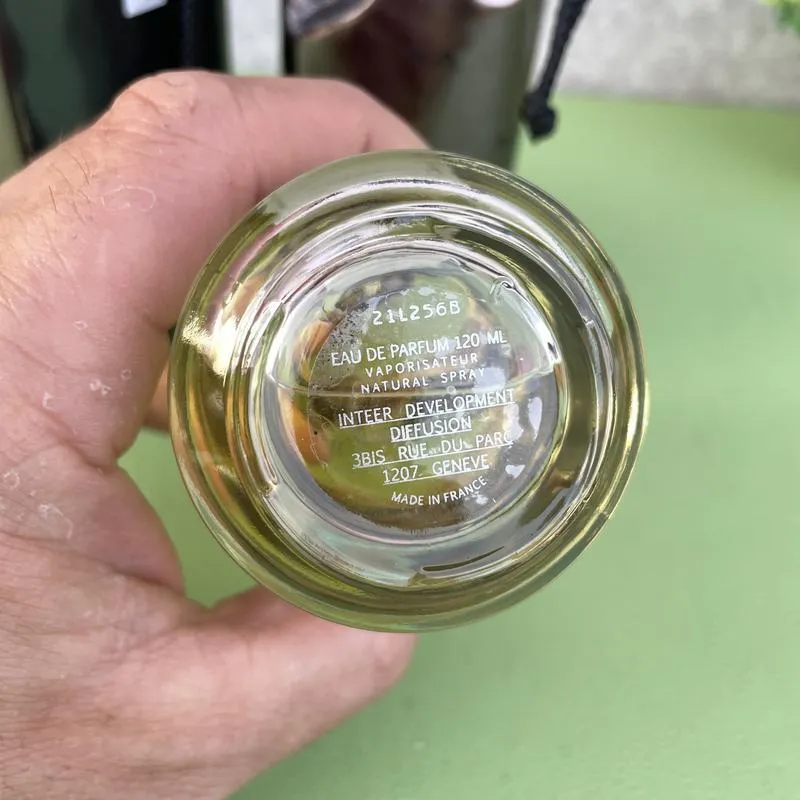 21L256B
EAU DE PARFUM 120 ML
VAPORISATEUR
NATURAL SPRAY
INTEER DEVELOPMENT
DIFFUSION
3BIS RUE DU PARC
1207 GENEVE
MADE IN FRANCE